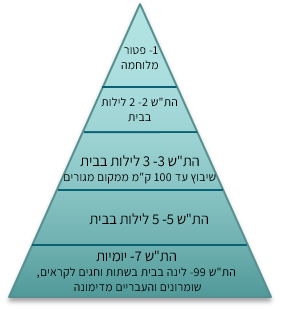 1- פטור
מלוחמה
הת"ש 2- 2 לילות
בבית
הת"ש 3- 3 לילות בבית
שיבוץ עד 100 ק"מ ממקום מגורים
הת"ש 5- 5 לילות בבית
הת"ש 7- יומיות
הת"ש 99- לינה בבית בשתות וחגים לקראים,
שומרונים והעבריים מדימונה